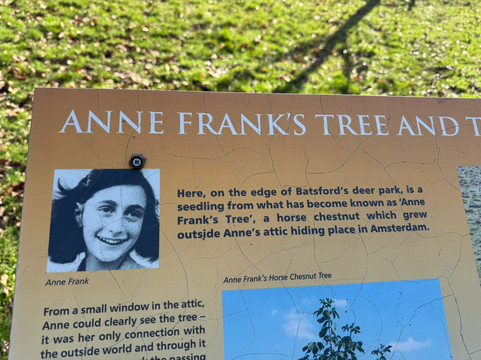 ANNE FRANK'S TREE AND T
Here, on the edge of Batsford's deer park, is a
seedling from what has become known as 'Anne
Frank's Tree', a horse chestnut which grew
outside Anne's attic hiding place in Amsterdam.
Anne Frank
Anne Frank's Horse Chestnut Tree
From a small window in the attic,
Anne could clearly see the tree –
it was her only connection with
the outside world and through it
the passing